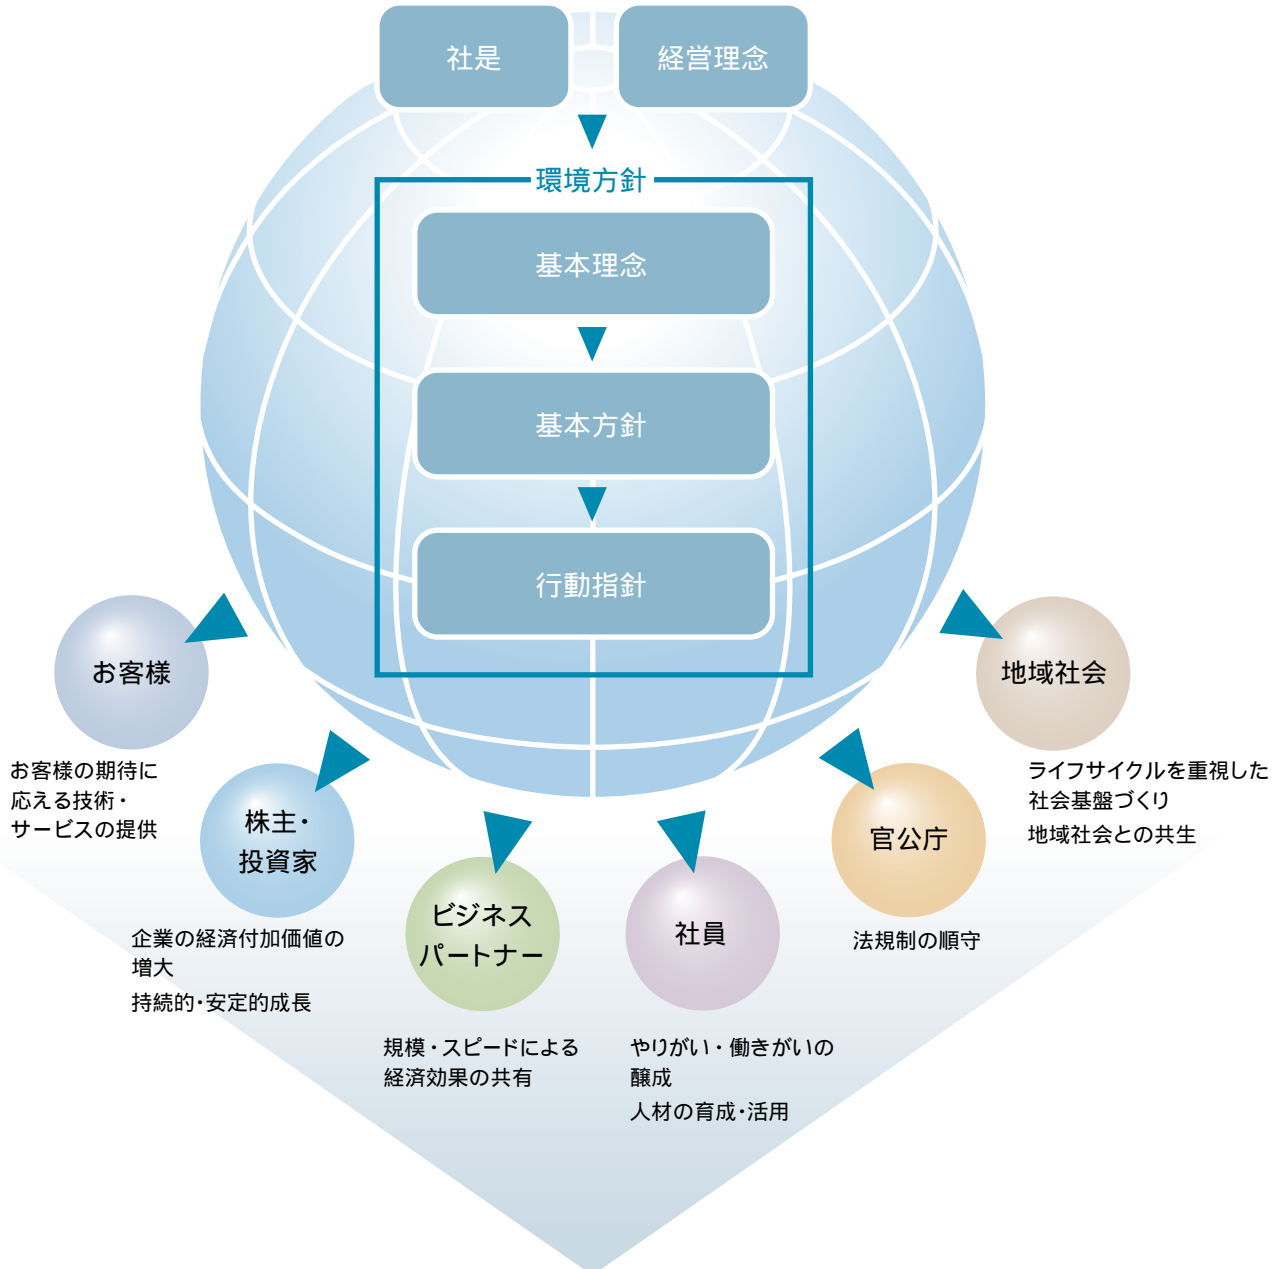 社是
経営理念
環境方針
基本理念
基本方針
行動指針
お客様
お客様の期待に
応える技術・
サービスの提供
株主・
投資家
企業の経済付加価値の
増大
持続的・安定的成長
ビジネス
パートナー
規模・スピードによる
経済効果の共有
社員
やりがい・働きがいの
醸成
人材の育成・活用
官公庁
法規制の順守
地域社会
ライフサイクルを重視した
社会基盤づくり
地域社会との共生